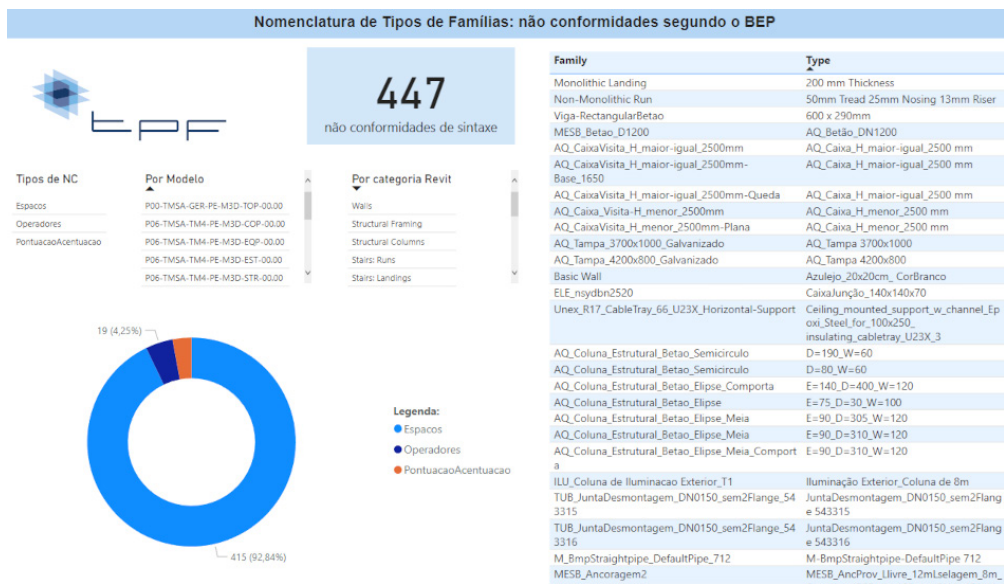 Nomenclatura de Tipos de Famílias: não conformidades segundo o BEP
tpf
447
não conformidades de sintaxe
Tipos de NC
Espacos
Operadores
PontuacaoAcentuacao
Por Modelo
P00-TMSA-GER-PE-M3D-TOP-00.00
P06-TMSA-TM4-PE-M3D-COP-00.00
P06-TMSA-TM4-PE-M3D-EQP-00.00
P06-TMSA-TM4-PE-M3D-EST-00.00
P06-TMSA-TM4-PE-M3D-STR-00.00
Por categoria Revit
Walls
Structural Framing
Structural Columns
Stairs: Runs
Stairs: Landings
19 (4,25%)
415 (92,84%)
Legenda:
Espacos
Operadores
PontuacaoAcentuacao
Family Type
Monolithic Landing 200 mm Thickness
Non-Monolithic Run 50mm Tread 25mm Nosing 13mm Riser
Viga-RectangularBetao 600 x 290mm
MESB_Betao_D1200 AQ_Betão_DN1200
AQ_CaixaVisita_H_maior-igual_2500mm AQ_Caixa_H_maior-igual_2500 mm
AQ_CaixaVisita_H_maior-igual_2500mm- AQ_Caixa_H_maior-igual_2500 mm
Base_1650
AQ_CaixaVisita_H_maior-igual_2500mm-Queda AQ_Caixa_H_maior-igual_2500 mm
AQ_Caixa_Visita-H_menor_2500mm AQ_Caixa_H_menor_2500 mm
AQ_CaixaVisita_H_menor_2500mm-Plana AQ_Caixa_H_menor_2500 mm
AQ_Tampa_3700x1000_Galvanizado AQ_Tampa 3700x1000
AQ_Tampa_4200x800_Galvanizado AQ_Tampa 4200x800
Basic Wall Azulejo_20x20cm_ CorBranco
ELE_nsydbn2520 CaixaJunção_140x140x70
Unex_R17_CableTray_66_U23X_Horizontal-Support Ceiling_mounted_support_w_channel_Ep
oxi_Steel_for_100x250_
insulating_cabletray_U23X_3
AQ_Coluna_Estrutural_Betao_Semicirculo D=190_W=60
AQ_Coluna_Estrutural_Betao_Semicirculo D=80_W=60
AQ_Coluna_Estrutural_Betao_Elipse_Comporta E=140_D=400_W=120
AQ_Coluna_Estrutural_Betao_Elipse E=75_D=30_W=100
AQ_Coluna_Estrutural_Betao_Elipse_Meia E=90_D=305_W=120
AQ_Coluna_Estrutural_Betao_Elipse_Meia E=90_D=310_W=120
AQ_Coluna_Estrutural_Betao_Elipse_Meia_Comport E=90_D=310_W=120
a
ILU_Coluna de Iluminacao Exterior_T1 Iluminação Exterior_Coluna de 8m
TUB_JuntaDesmontagem_DN0150_sem2Flange_54 JuntaDesmontagem_DN0150_sem2Flang
3315 e 543315
TUB_JuntaDesmontagem_DN0150_sem2Flange_54 JuntaDesmontagem_DN0150_sem2Flang
3316 e 543316
M_BmpStraightpipe_DefaultPipe_712 M-BmpStraightpipe-DefaultPipe 712
MESB_Ancoragem2 MESB_AncProv_Llivre_12mLselagem_8m_